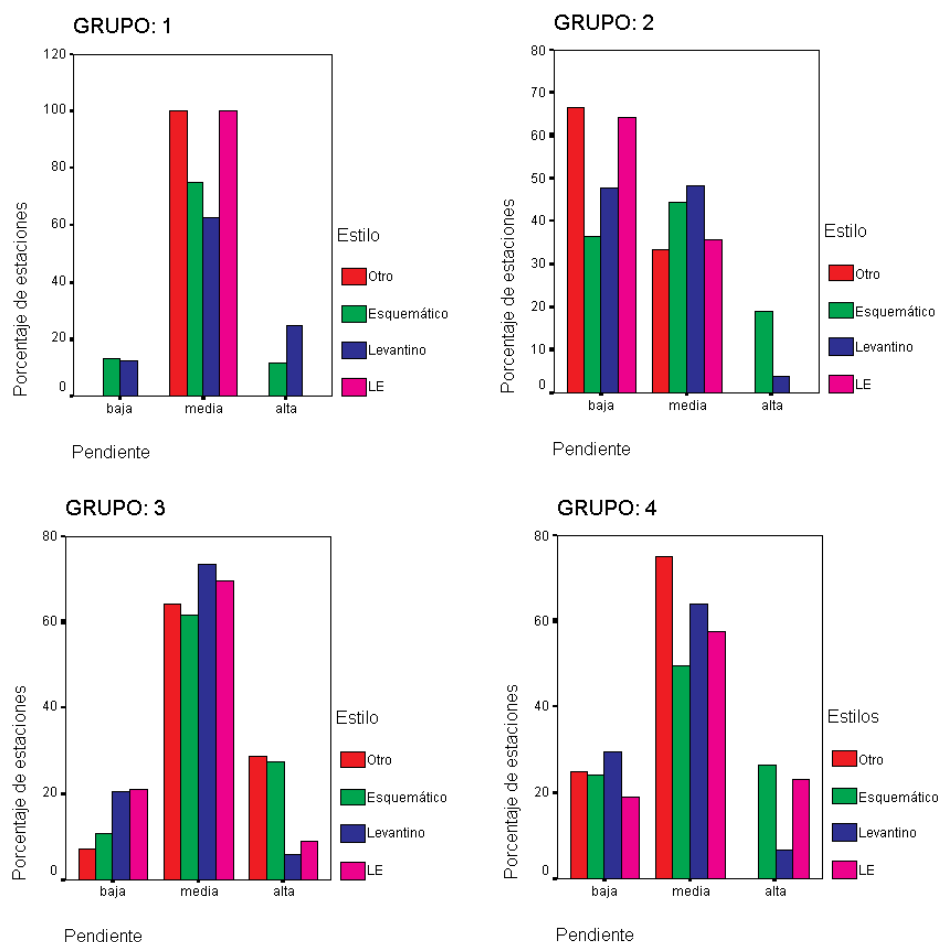 GRUPO: 1
Porcentaje de estaciones
120
100
80
60
40
20
0
baja media alta
Pendiente
Estilo
Otro
Esquemático
Levantino
LE
GRUPO: 2
Porcentaje de estaciones
80
70
60
50
40
30
20
10
0
baja media alta
Pendiente
Estilo
Otro
Esquemático
Levantino
LE
GRUPO: 3
Porcentaje de estaciones
80
60
40
20
0
baja media alta
Pendiente
Estilo
Otro
Esquemático
Levantino
LE
GRUPO: 4
Porcentaje de estaciones
80
60
40
20
0
baja media alta
Pendiente
Estilos
Otro
Esquemático
Levantino
LE